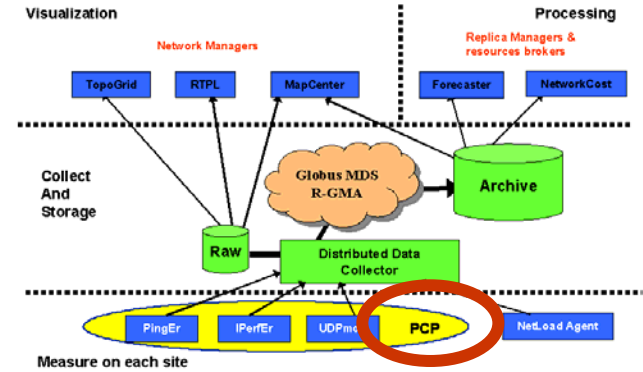 Visualization
Processing
Network Managers
Replica Managers &
resources brokers
TopoGrid
RTPL
MapCenter
Forecaster
NetworkCost
Collect
And
Storage
Globus MDS
R-GMA
Archive
Raw
Distributed Data
Collector
PingEr
IPerfEr
PCP
NetLoad Agent
Measure on each site